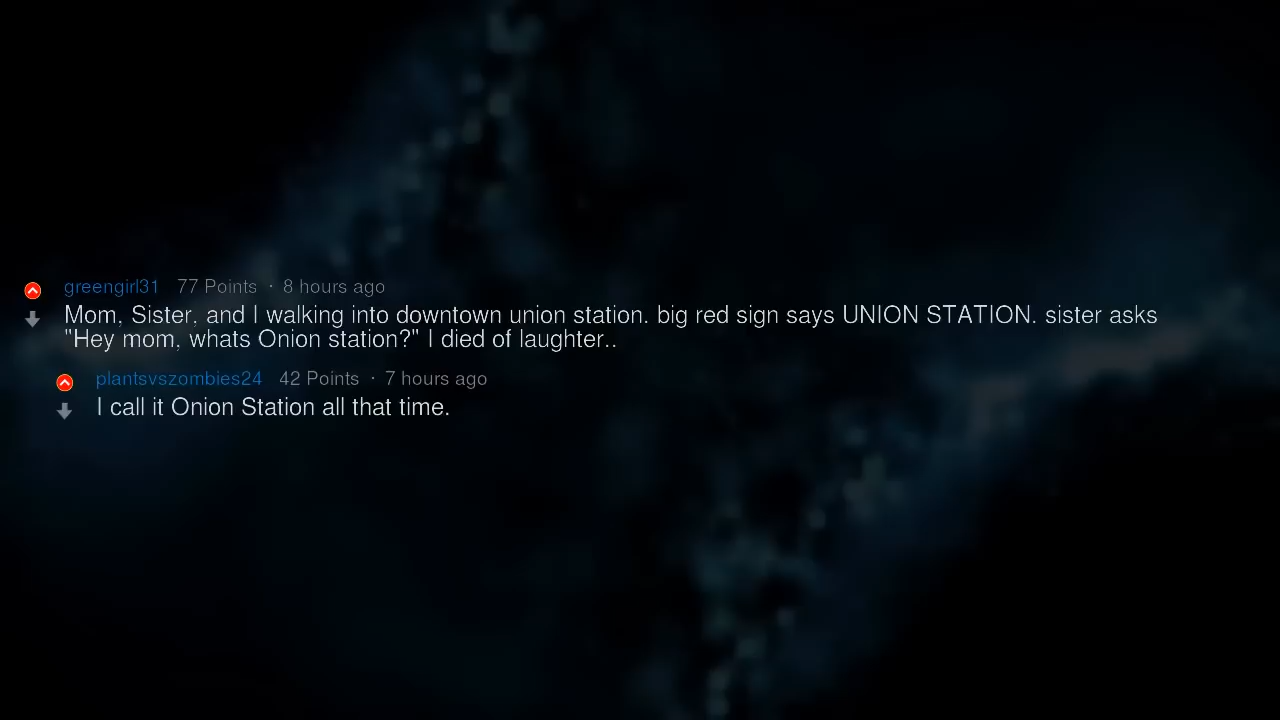 greengirl31 77 Points · 8 hours ago
Mom, Sister, and I walking into downtown union station. big red sign says UNION STATION. sister asks
"Hey mom, whats Onion station?" I died of laughter..
plantsvszombies24 42 Points · 7 hours ago
I call it Onion Station all that time.